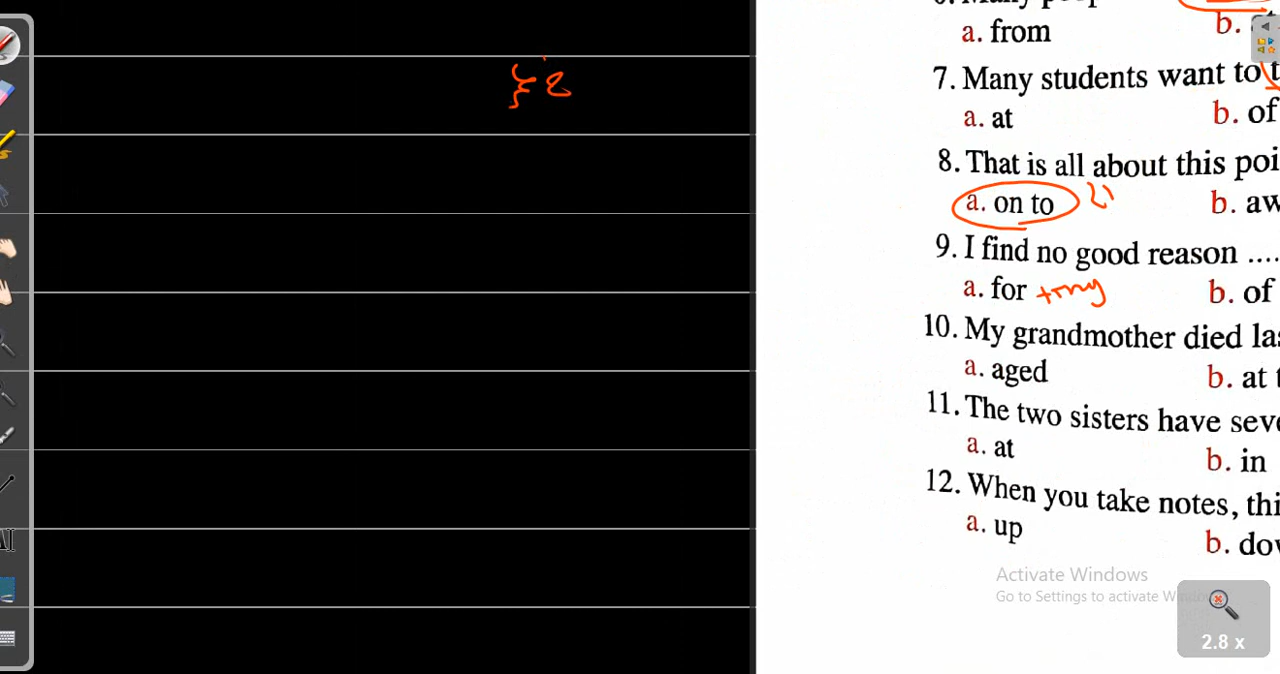 a. from
b.
7. Many students want to
a. at
b. of
8. That is all about this poi
a. on to
b. aw
9. I find no good reason ....
a. for +ing
b. of
10. My grandmother died las
a. aged
b. at t
11. The two sisters have seve
a. at
b. in
12. When you take notes, thi
a. up
b. dov
Activate Windows
Go to Settings to activate Wi
2.8 x